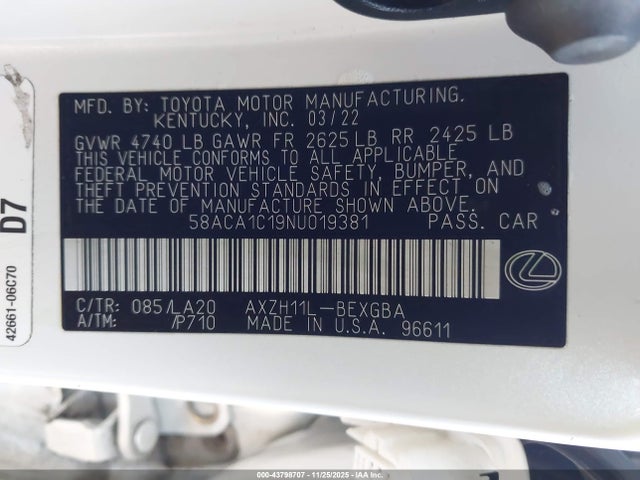 MFD. BY: TOYOTA MOTOR MANUFACTURING.
KENTUCKY, INC. 03/22
GVWR 4740 LB GAWR FR 2625 LB RR 2425 LB
THIS VEHICLE CONFORMS TO ALL APPLICABLE
FEDERAL MOTOR VEHICLE SAFETY, BUMPER, AND
THEFT PREVENTION STANDARDS IN EFFECT ON
THE DATE OF MANUFACTURE SHOWN ABOVE.
58ACA1C19NU019381 PASS. CAR
C/TR: 085/LA20 AXZH11L-BEXGBA
A/TM: /P710 MADE IN U.S.A. 96611
D7
42661-06C70
000-43798707 - 11/25/2025 - IAAI.COM